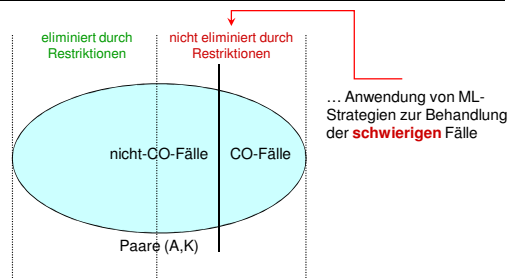 eliminiert durch
Restriktionen
nicht eliminiert durch
Restriktionen
... Anwendung von ML-
Strategien zur Behandlung
der schwierigen Fälle
nicht-CO-Fälle
CO-Fälle
Paare (A,K)